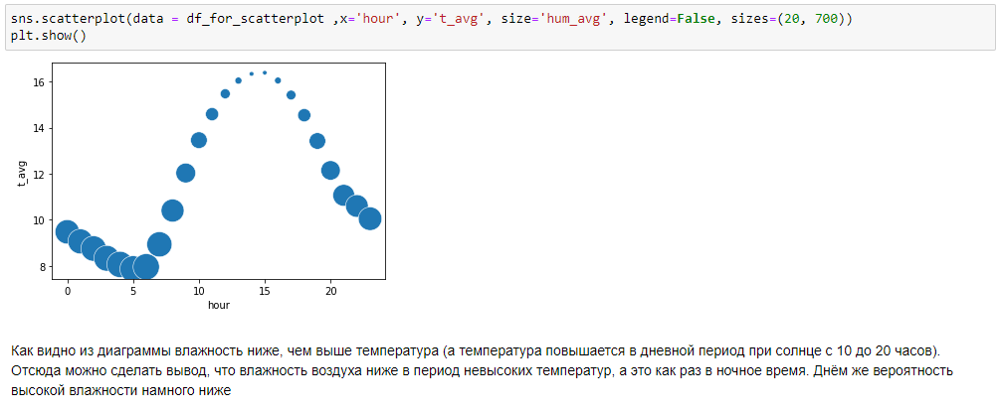 sns.scatterplot(data = df_for_scatterplot ,x='hour', y='t_avg', size='hum_avg', legend=False, sizes=(20, 700))
plt.show()
16
14
12
10
8
t_avg
0 5 10 15 20
hour
Как видно из диаграммы влажность ниже, чем выше температура (а температура повышается в дневной период при солнце с 10 до 20 часов).
Отсюда можно сделать вывод, что влажность воздуха ниже в период невысоких температур, а это как раз в ночное время. Днём же вероятность
высокой влажности намного ниже